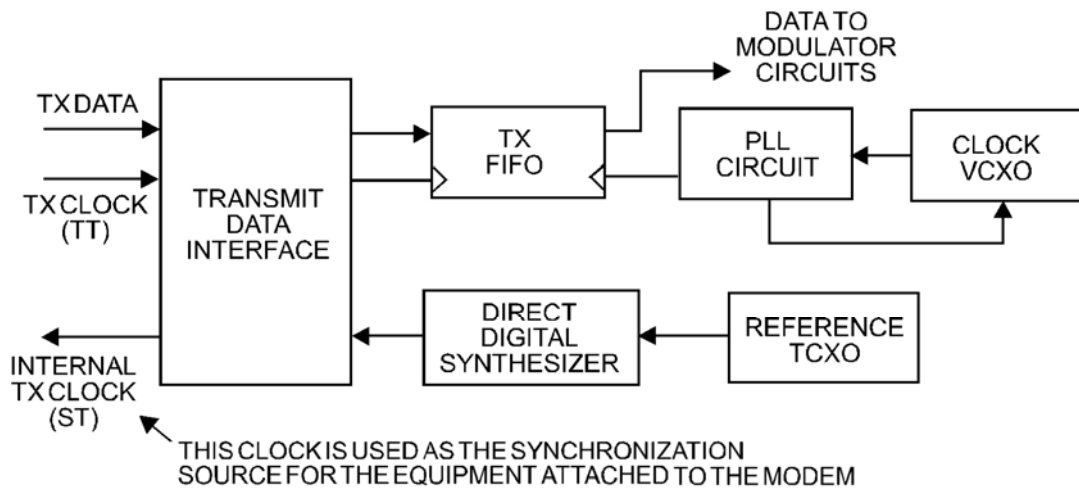 DATA TO
MODULATOR
CIRCUITS
TX DATA
TX CLOCK
(TT)
TRANSMIT
DATA
INTERFACE
TX
FIFO
PLL
CIRCUIT
CLOCK
VCXO
INTERNAL
TX CLOCK
(ST)
DIRECT
DIGITAL
SYNTHESIZER
REFERENCE
TCXO
THIS CLOCK IS USED AS THE SYNCHRONIZATION
SOURCE FOR THE EQUIPMENT ATTACHED TO THE MODEM